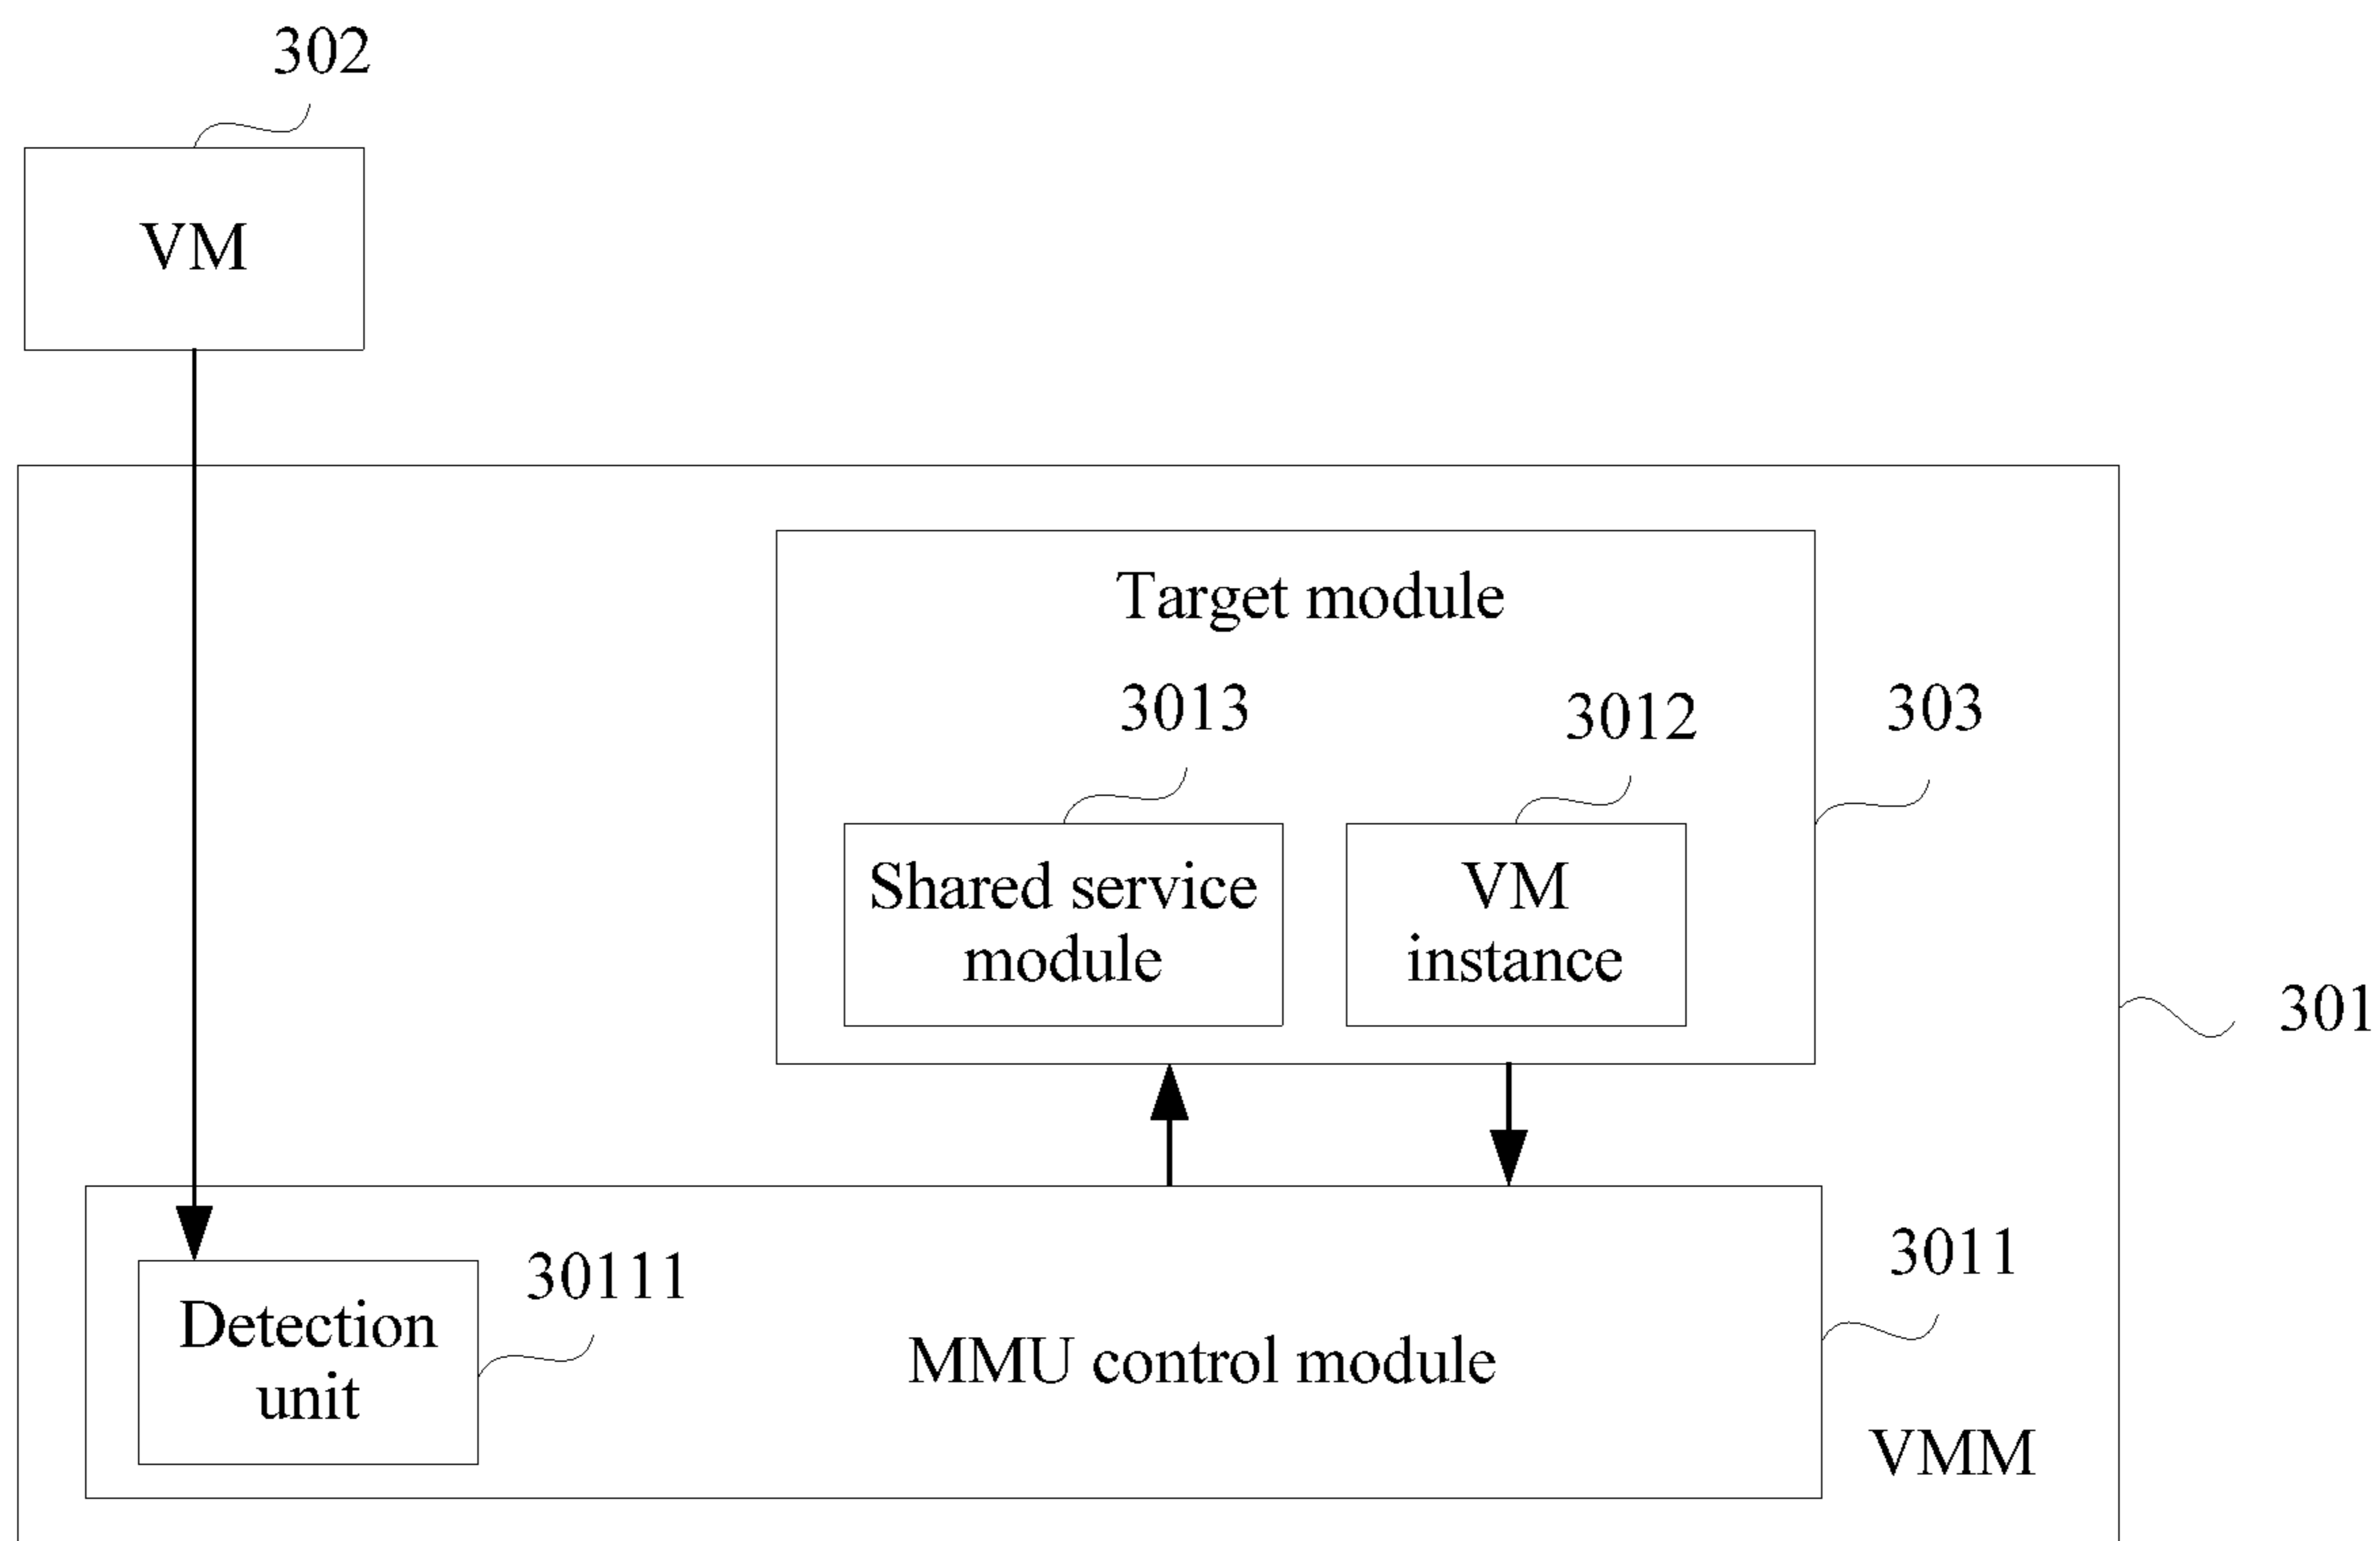 302
VM
Target module
3013
3012
303
Shared service
module
VM
instance
301
30111
3011
Detection
unit
MMU control module
VMM